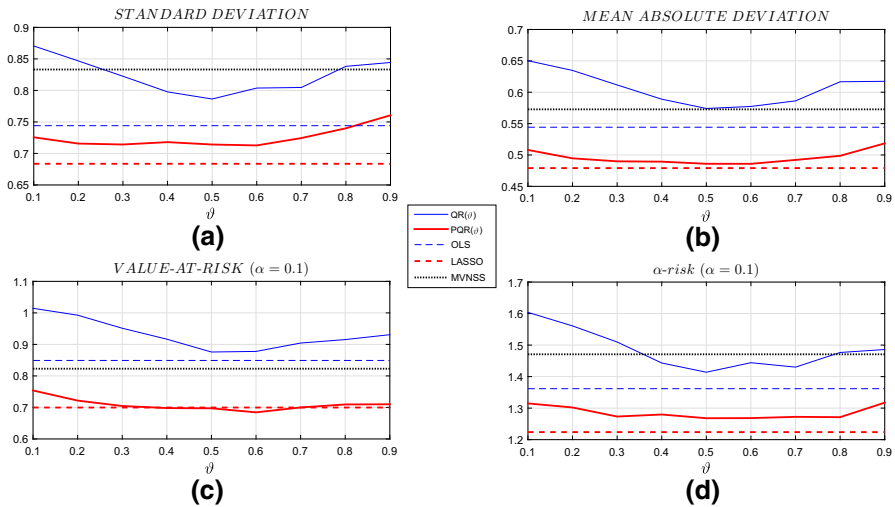 STANDARD DEVIATION
0.9
0.85
0.8
0.75
0.7
0.65
0.1 0.2 0.3 0.4 0.5 0.6 0.7 0.8 0.9
ϑ
(a)
MEAN ABSOLUTE DEVIATION
0.7
0.65
0.6
0.55
0.5
0.45
0.1 0.2 0.3 0.4 0.5 0.6 0.7 0.8 0.9
ϑ
(b)
QR(ϑ)
PQR(ϑ)
OLS
LASSO
MVNSS
VALUE-AT-RISK (α = 0.1)
1.1
1
0.9
0.8
0.7
0.6
0.1 0.2 0.3 0.4 0.5 0.6 0.7 0.8 0.9
ϑ
(c)
α-risk (α = 0.1)
1.7
1.6
1.5
1.4
1.3
1.2
0.1 0.2 0.3 0.4 0.5 0.6 0.7 0.8 0.9
ϑ
(d)